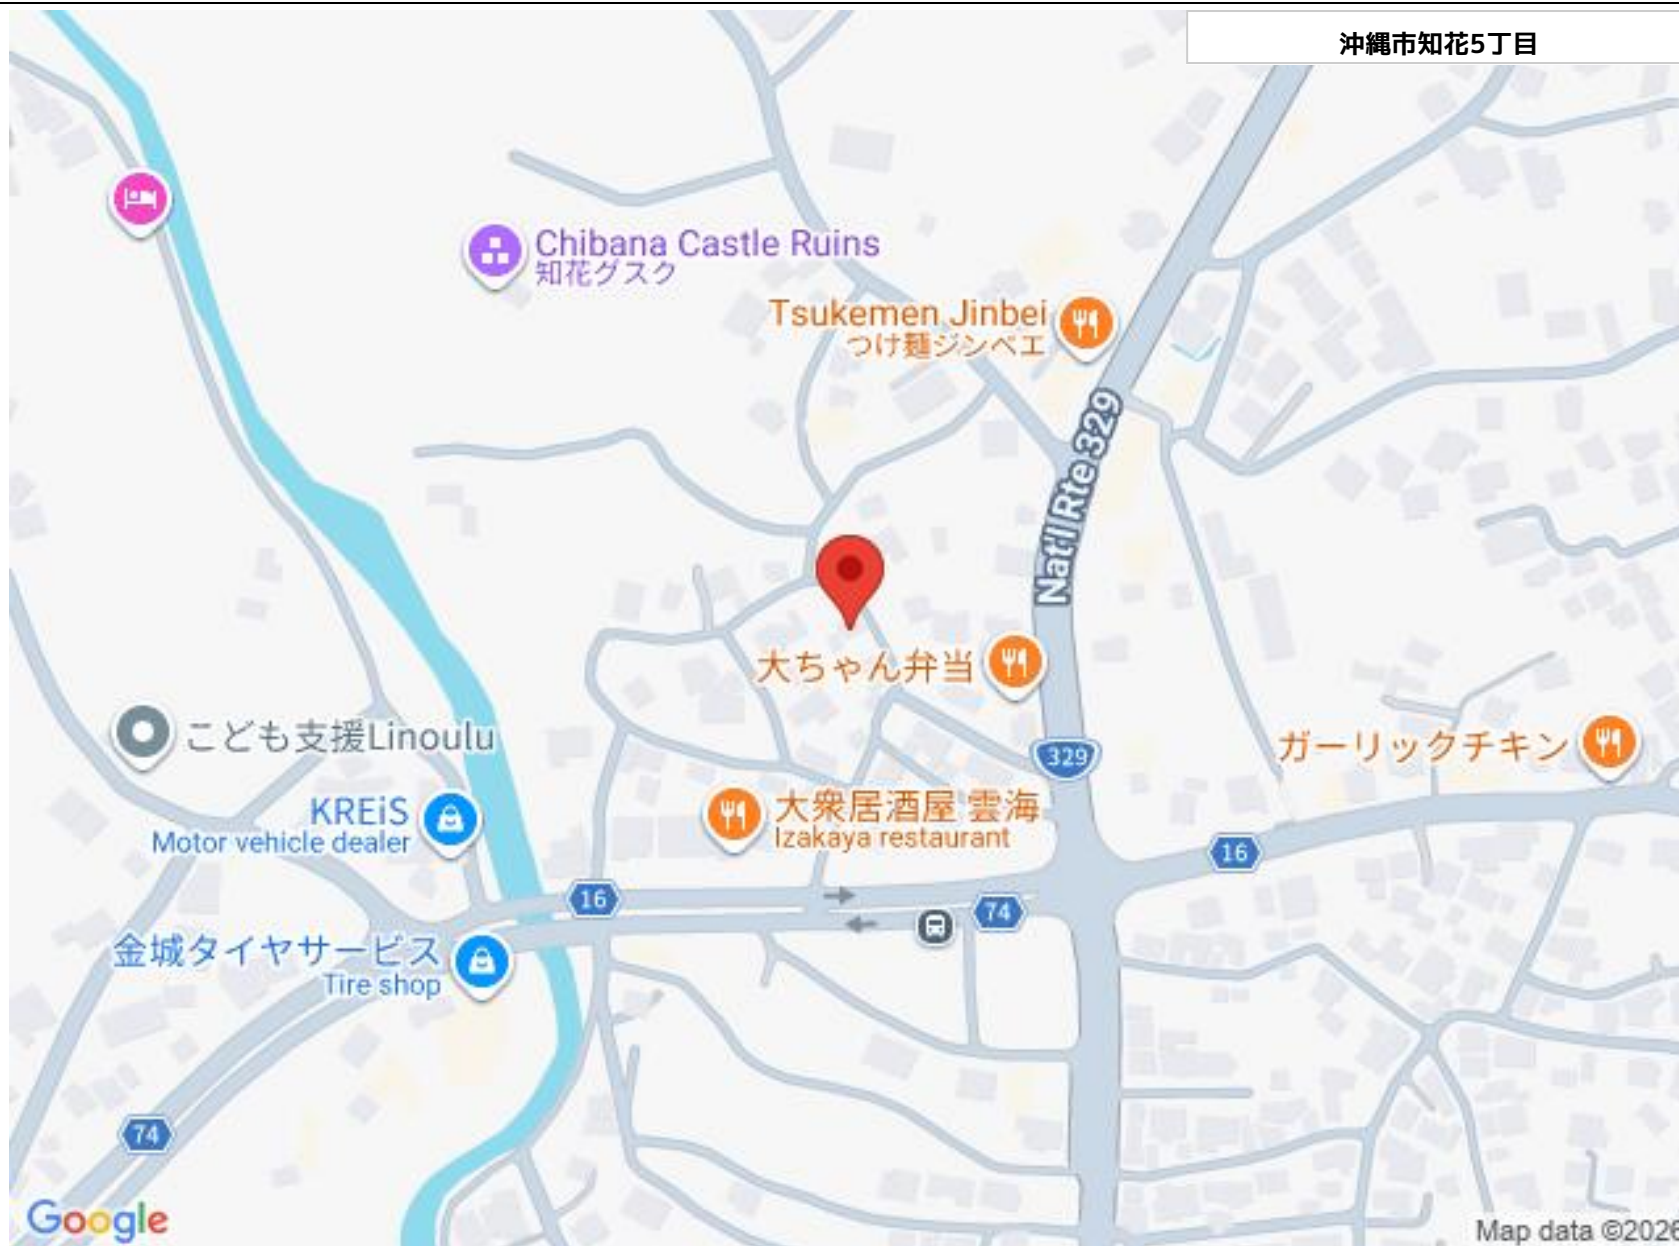 沖縄市知花5丁目
Chibana Castle Ruins
知花グスク
Tsukemen Jinbei
つけ麺ジンベエ
Nat'l Rte 329
大ちゃん弁当
こども支援Linoulu
329
ガーリックチキン
KREiS
Motor vehicle dealer
大衆居酒屋 雲海
Izakaya restaurant
16
16
74
金城タイヤサービス
Tire shop
74
Google
Map data ©2026